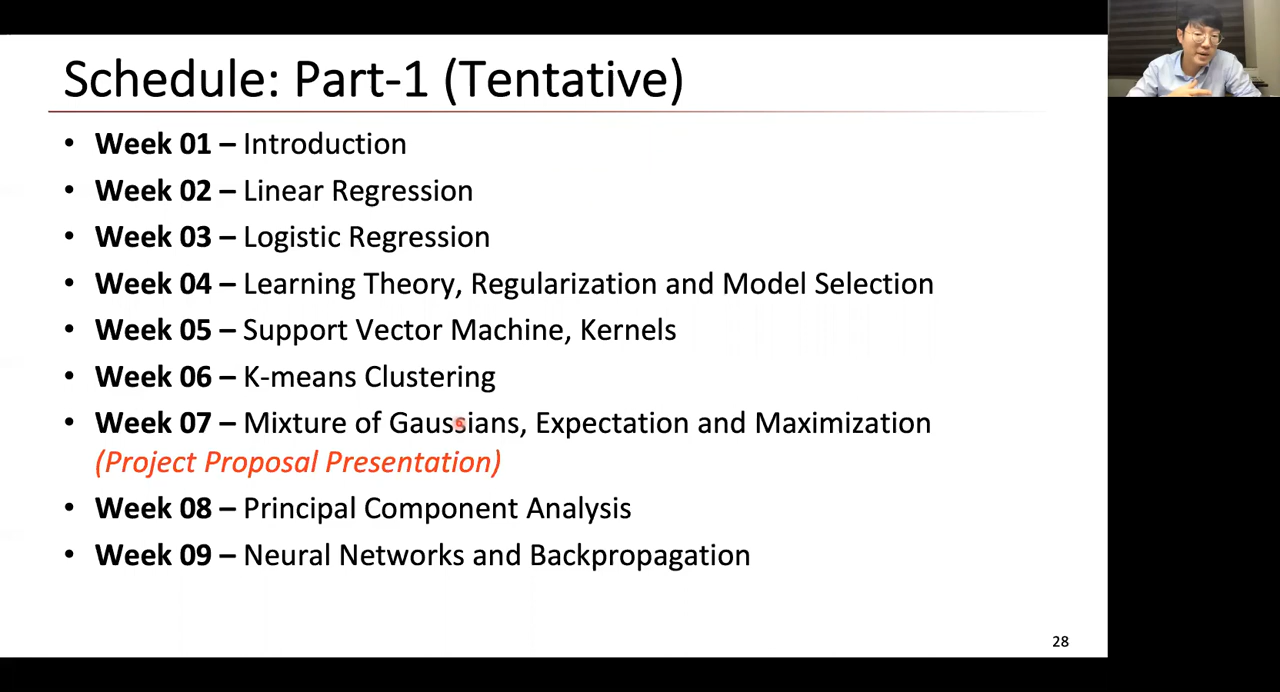 Schedule: Part-1 (Tentative)
• Week 01 – Introduction
• Week 02 – Linear Regression
• Week 03 – Logistic Regression
• Week 04 – Learning Theory, Regularization and Model Selection
• Week 05 – Support Vector Machine, Kernels
• Week 06 – K-means Clustering
• Week 07 – Mixture of Gaussians, Expectation and Maximization
(Project Proposal Presentation)
• Week 08 – Principal Component Analysis
• Week 09 – Neural Networks and Backpropagation
28